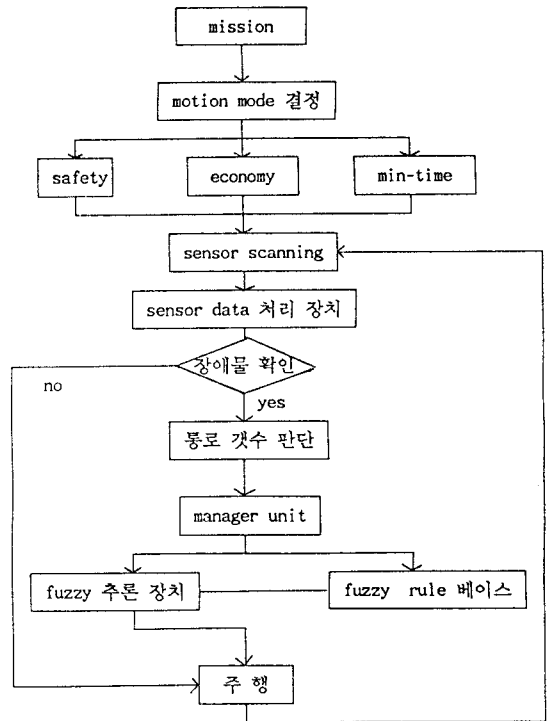 mission
motion mode 결정
safety
economy
min-time
sensor scanning
sensor data 처리 장치
장애물 확인
no
yes
통로 갯수 판단
manager unit
fuzzy 추론 장치
fuzzy rule 베이스
주 행